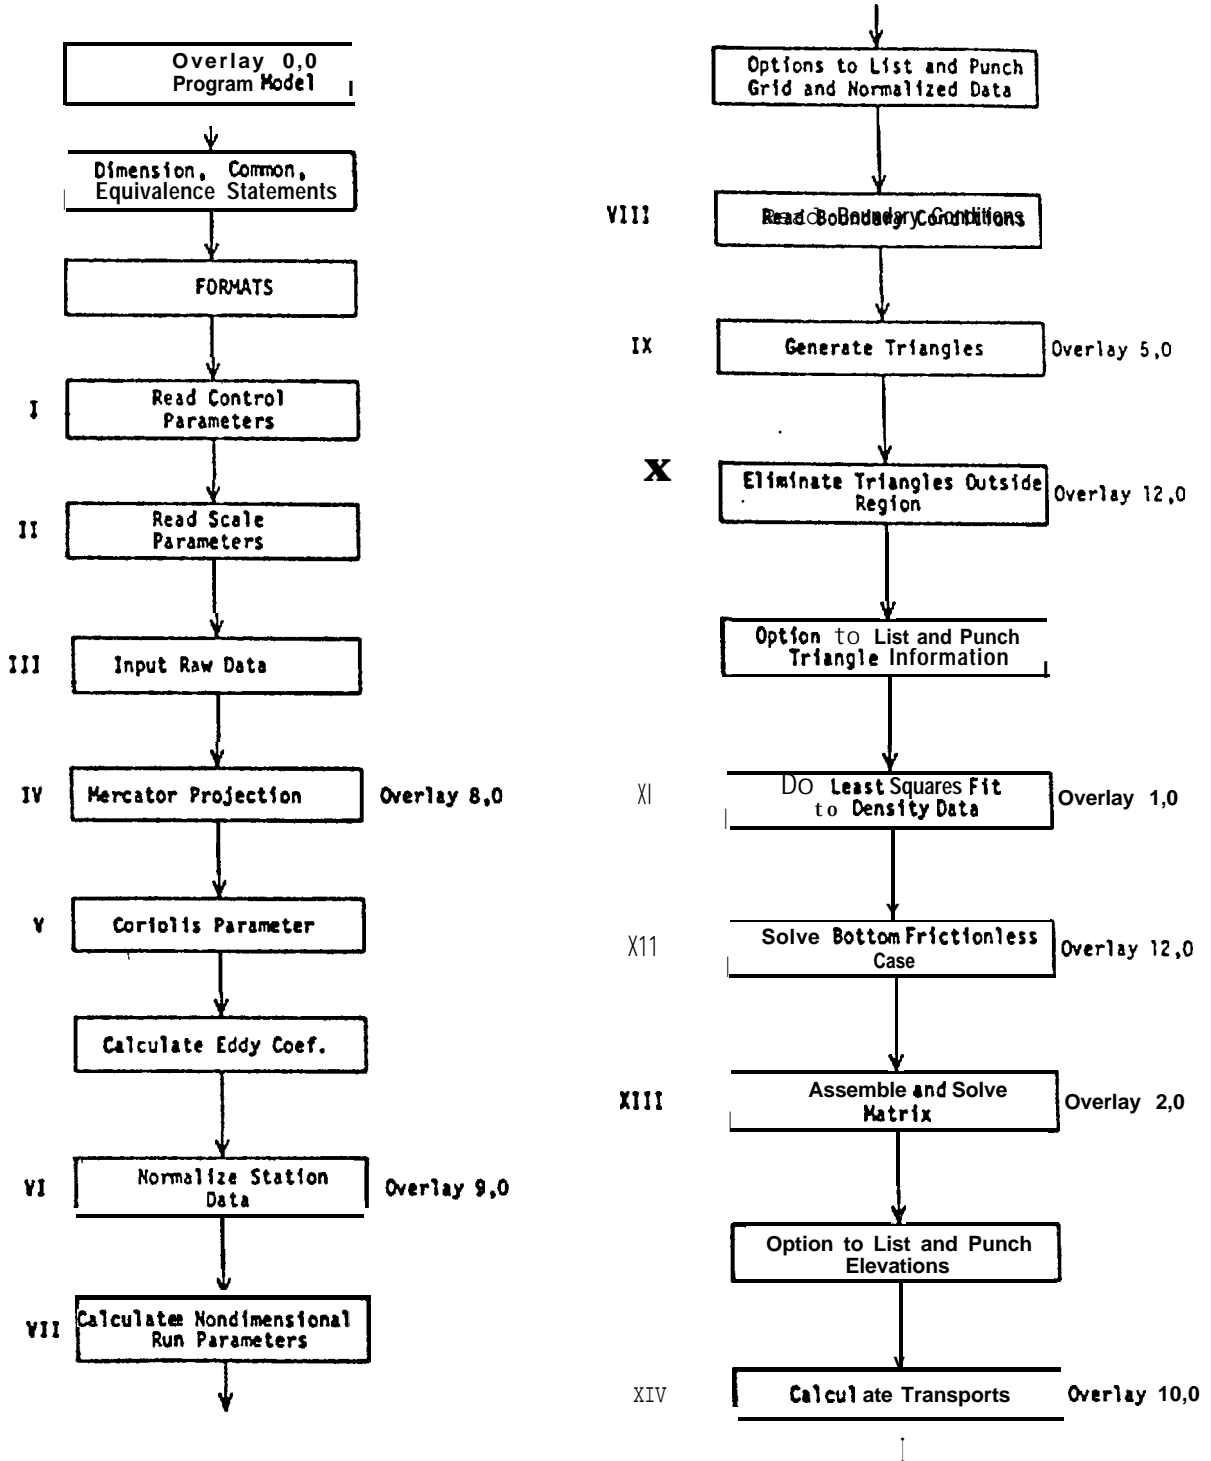 Overlay 0,0
Program Model
Dimension, Common,
Equivalence Statements
FORMATS
I
Read Control
Parameters
II
Read Scale
Parameters
III
Input Raw Data
IV
Mercator Projection
Overlay 8,0
V
Coriolis Parameter
Calculate Eddy Coef.
VI
Normalize Station
Data
Overlay 9,0
VII
Calculate Nondimensional
Run Parameters
Options to List and Punch
Grid and Normalized Data
VIII
Read Boundary Conditions
IX
Generate Triangles
Overlay 5,0
X
Eliminate Triangles Outside
Region
Overlay 12,0
Option to List and Punch
Triangle Information
XI
Do Least Squares Fit
to Density Data
Overlay 1,0
X11
Solve Bottom Frictionless
Case
Overlay 12,0
XIII
Assemble and Solve
Matrix
Overlay 2,0
Option to List and Punch
Elevations
XIV
Calculate Transports
Overlay 10,0